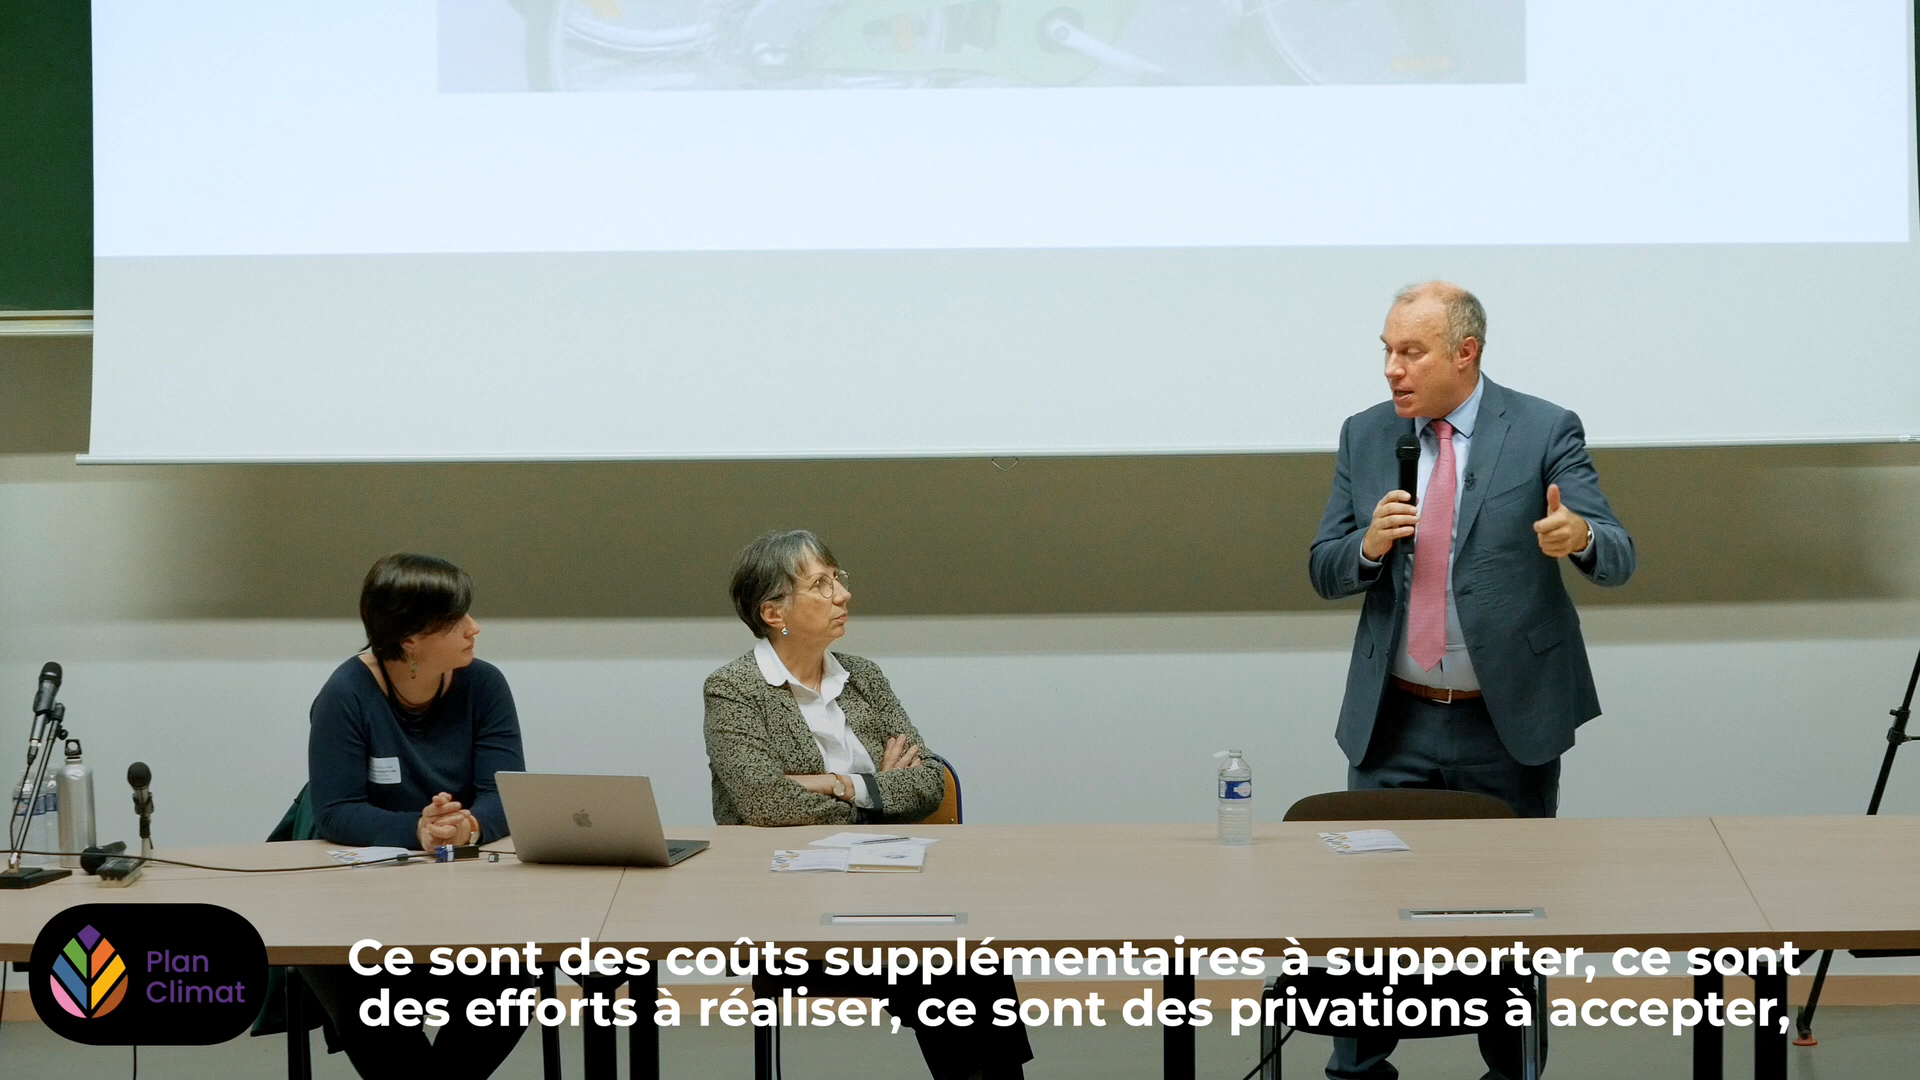 Plan
Climat
Ce sont des coûts supplémentaires à supporter, ce sont
des efforts à réaliser, ce sont des privations à accepter,